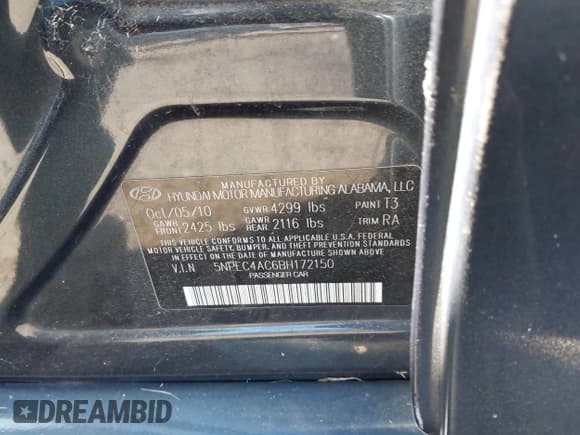 MANUFACTURED BY
HYUNDAI MOTOR MANUFACTURING ALABAMA, LLC
Oct/05/10 GVWR 4299 lbs PAINT T3
GAWR FRONT 2425 lbs GAWR REAR 2116 lbs TRIM RA
THIS VEHICLE CONFORMS TO ALL APPLICABLE U.S.A. FEDERAL
MOTOR VEHICLE SAFETY, BUMPER, AND THEFT PREVENTION STANDARDS
IN EFFECT ON THE DATE OF MANUFACTURE SHOWN ABOVE
V.I.N 5NPEC4AC6BH172150
PASSENGER CAR
DREAMBID